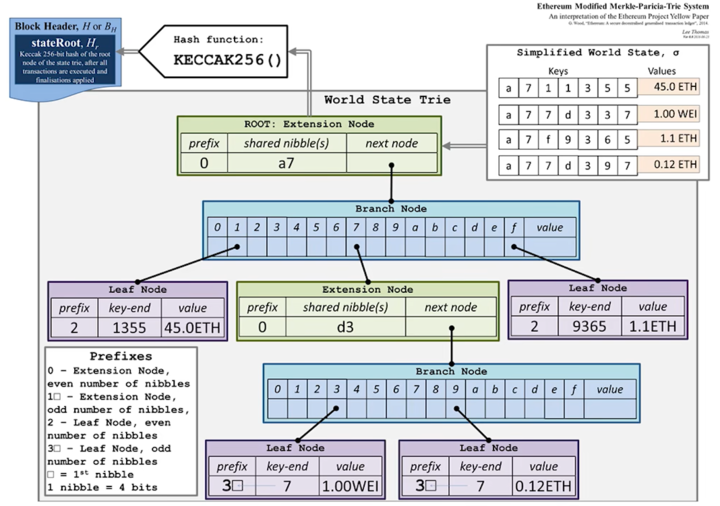 Ethereum Modified Merkle-Paricia-Trie System
An interpretation of the Ethereum Project Yellow Paper
Lee Thomas
Block Header, H or B_H
stateRoot, H_r
Keccak 256-bit hash of the root
node of the state trie, after all
transactions are executed and
finalisations applied
Hash function:
KECCAK256()
Simplified World State, σ
Keys Values
a 7 1 1 3 5 5 45.0 ETH
a 7 7 d 3 3 7 1.00 WEI
a 7 f 9 3 6 5 1.1 ETH
a 7 7 d 3 9 7 0.12 ETH
World State Trie
ROOT: Extension Node
prefix shared nibble(s) next node
0 a7
Branch Node
0 1 2 3 4 5 6 7 8 9 a b c d e f value
Leaf Node
prefix key-end value
2 1355 45.0ETH
Extension Node
prefix shared nibble(s) next node
0 d3
Leaf Node
prefix key-end value
2 9365 1.1ETH
Branch Node
0 1 2 3 4 5 6 7 8 9 a b c d e f value
Leaf Node
prefix key-end value
3□ 7 1.00WEI
Leaf Node
prefix key-end value
3□ 7 0.12ETH
Prefixes
0 – Extension Node,
even number of nibbles
1□ – Extension Node,
odd number of nibbles,
2 – Leaf Node, even
number of nibbles
3□ – Leaf Node, odd
number of nibbles
□ = 1st nibble
1 nibble = 4 bits